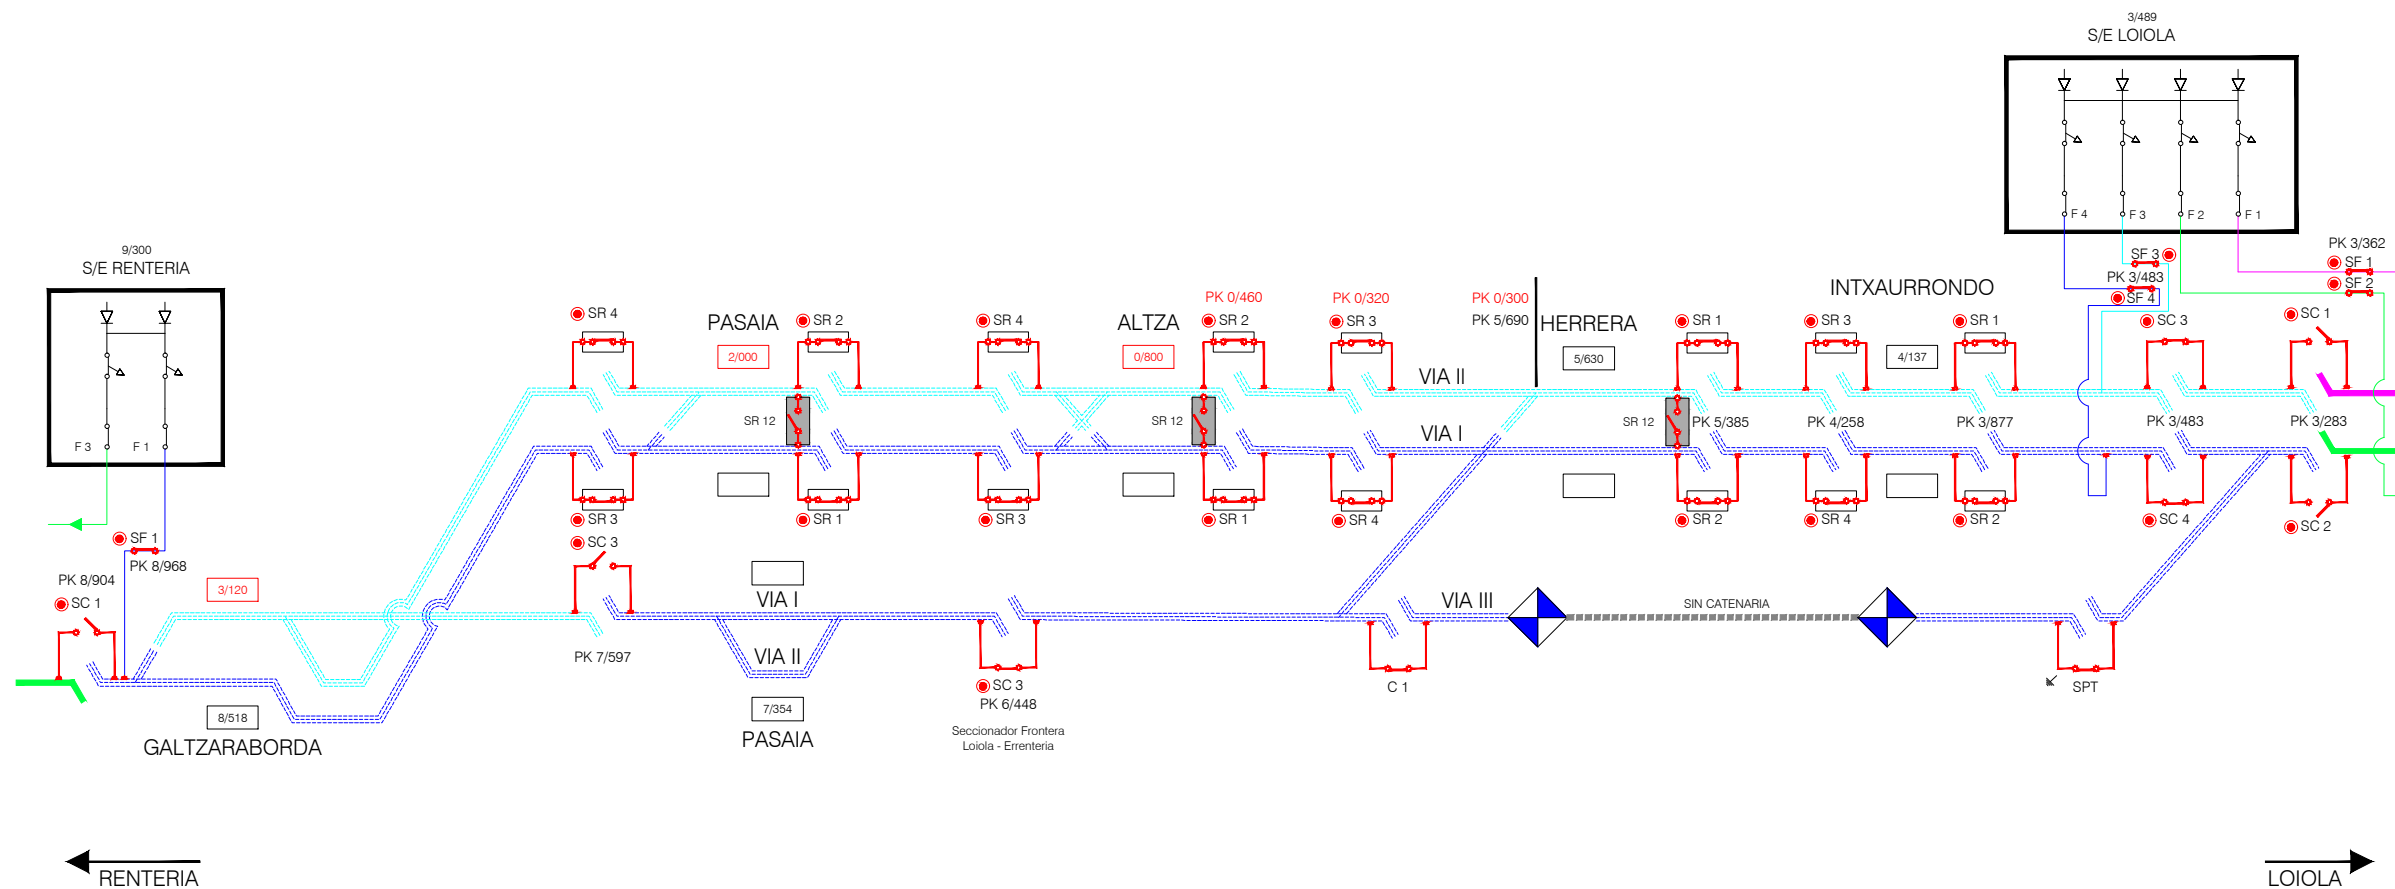 3/489
S/E LOIOLA
F 4
F 3
F 2
F 1
9/300
S/E RENTERIA
F 3
F 1
SF 3
PK 3/483
SF 4
PK 3/362
SF 1
SF 2
INTXAURRONDO
PK 0/460
PK 0/320
PK 0/300
PK 5/690
HERRERA
PASAIA
ALTZA
SR 4
SR 2
SR 4
SR 2
SR 3
SR 1
SR 3
SR 1
SC 3
SC 1
2/000
0/800
5/630
4/137
VIA II
SR 12
SR 12
SR 12
PK 5/385
PK 4/258
PK 3/877
PK 3/483
PK 3/283
VIA I
SR 3
SR 1
SR 3
SR 1
SR 4
SR 2
SR 4
SR 2
SC 4
SC 2
SF 1
PK 8/968
SC 3
PK 8/904
SC 1
3/120
VIA I
VIA III
SIN CATENARIA
PK 7/597
VIA II
SC 3
PK 6/448
C 1
SPT
8/518
7/354
GALTZARABORDA
PASAIA
Seccionador Frontera
Loiola - Errenteria
RENTERIA
LOIOLA